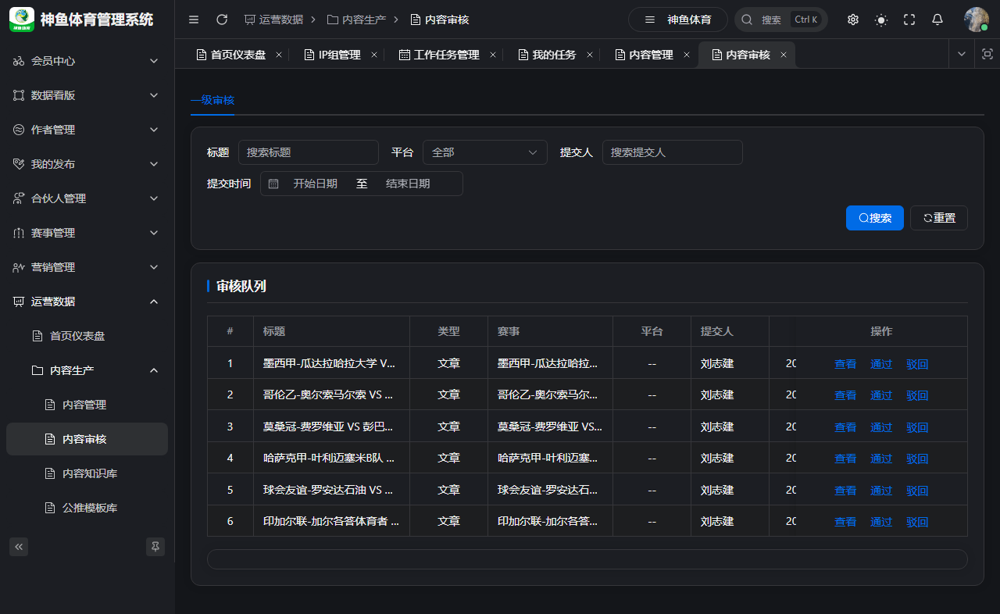 神鱼体育管理系统
运营数据
内容生产
内容审核
神鱼体育
搜索 Ctrl K
首页仪表盘
IP组管理
工作任务管理
我的任务
内容管理
内容审核
会员中心
数据看版
作者管理
我的发布
合伙人管理
赛事管理
营销管理
运营数据
首页仪表盘
内容生产
内容管理
内容审核
内容知识库
公推模板库
一级审核
标题 搜索标题 平台 全部 提交人 搜索提交人
提交时间 开始日期 至 结束日期
搜索 重置
审核队列
# 标题 类型 赛事 平台 提交人 操作
1 墨西甲-瓜达拉哈拉大学 V... 文章 墨西甲-瓜达拉哈拉... -- 刘志建 20 查看 通过 驳回
2 哥伦乙-奥尔索马尔索 VS ... 文章 哥伦乙-奥尔索马尔... -- 刘志建 20 查看 通过 驳回
3 莫桑冠-费罗维亚 VS 彭巴... 文章 莫桑冠-费罗维亚 VS... -- 刘志建 20 查看 通过 驳回
4 哈萨克甲-叶利迈塞米B队 ... 文章 哈萨克甲-叶利迈塞... -- 刘志建 20 查看 通过 驳回
5 球会友谊-罗安达石油 VS ... 文章 球会友谊-罗安达石... -- 刘志建 20 查看 通过 驳回
6 印加尔联-加尔各答体育者 ... 文章 印加尔联-加尔各答... -- 刘志建 20 查看 通过 驳回